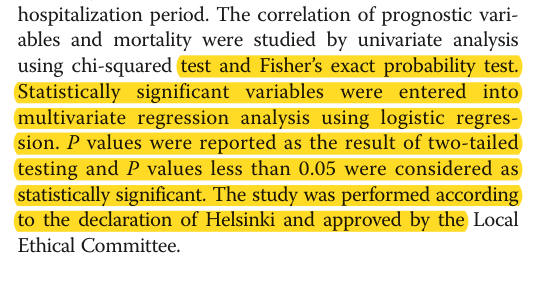 hospitalization period. The correlation of prognostic vari-
ables and mortality were studied by univariate analysis
using chi-squared test and Fisher's exact probability test.
Statistically significant variables were entered into
multivariate regression analysis using logistic regres-
sion. P values were reported as the result of two-tailed
testing and P values less than 0.05 were considered as
statistically significant. The study was performed according
to the declaration of Helsinki and approved by the Local
Ethical Committee.